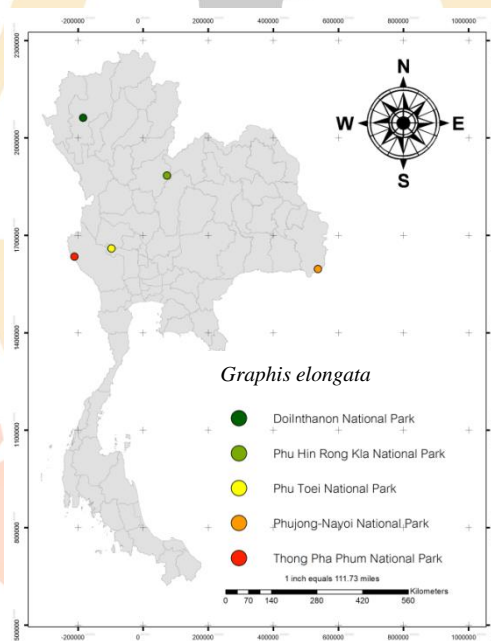 -200000 0 200000 400000 600000 800000 1000000
2300000
2000000
1700000
1400000
1100000
800000
500000
N
W E
S
Graphis elongata
DoiInthanon National Park
Phu Hin Rong Kla National Park
Phu Toei National Park
Phujong-Nayoi National,Park
Thong Pha Phum National Park
1 inch equals 111.73 miles
Kilometers
0 70 140 280 420 560
-200000 0 200000 400000 600000 800000 1000000